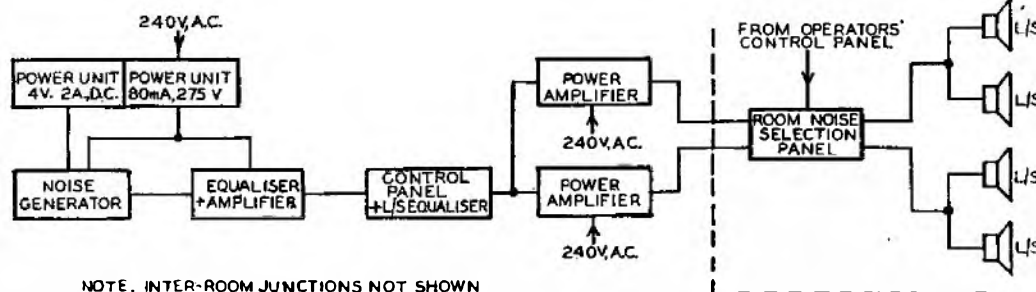 240V, A.C.
POWER UNIT
4V. 2A, D.C.
POWER UNIT
80mA, 275 V
NOISE
GENERATOR
EQUALISER
+AMPLIFIER
CONTROL
PANEL
+L/SEQUALISER
POWER
AMPLIFIER
240V, A.C.
POWER
AMPLIFIER
240V, A.C.
FROM OPERATORS'
CONTROL PANEL
ROOM NOISE
SELECTION
PANEL
L/S
L/S
L/S
L/S
NOTE. INTER-ROOM JUNCTIONS NOT SHOWN